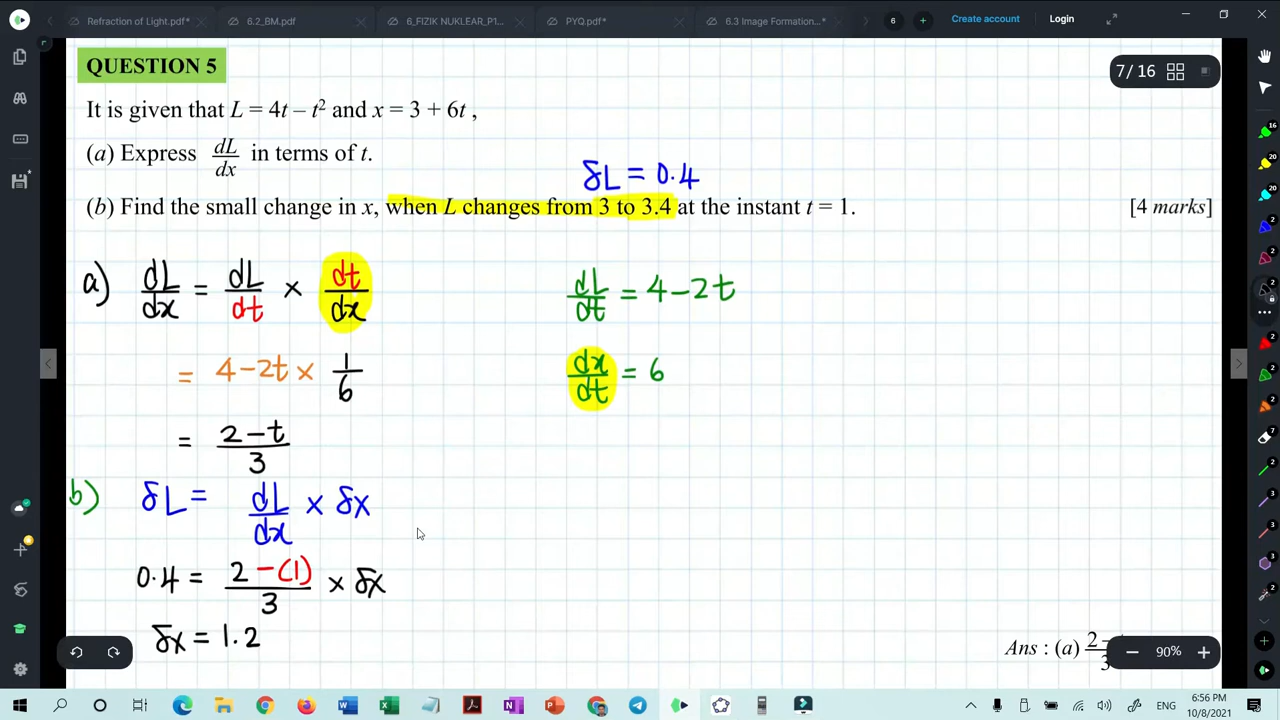 Refraction of Light.pdf*
6.2_BM.pdf
6_FIZIK NUKLEAR_P1...
PYQ.pdf*
6.3 Image Formation...*
6
Create account
Login
7/16
QUESTION 5
It is given that L = 4t – t² and x = 3 + 6t ,
(a) Express dL/dx in terms of t.
δL = 0.4
(b) Find the small change in x, when L changes from 3 to 3.4 at the instant t = 1. [4 marks]
a) dL/dx = dL/dt × dt/dx
dL/dt = 4 – 2t
= 4 – 2t × 1/6
dx/dt = 6
= 2 – t/3
b) δL = dL/dx × δx
0.4 = 2 – (1)/3 × δx
δx = 1.2
Ans : (a) 2 –/3
90%
ENG
6:56 PM
10/8/2021